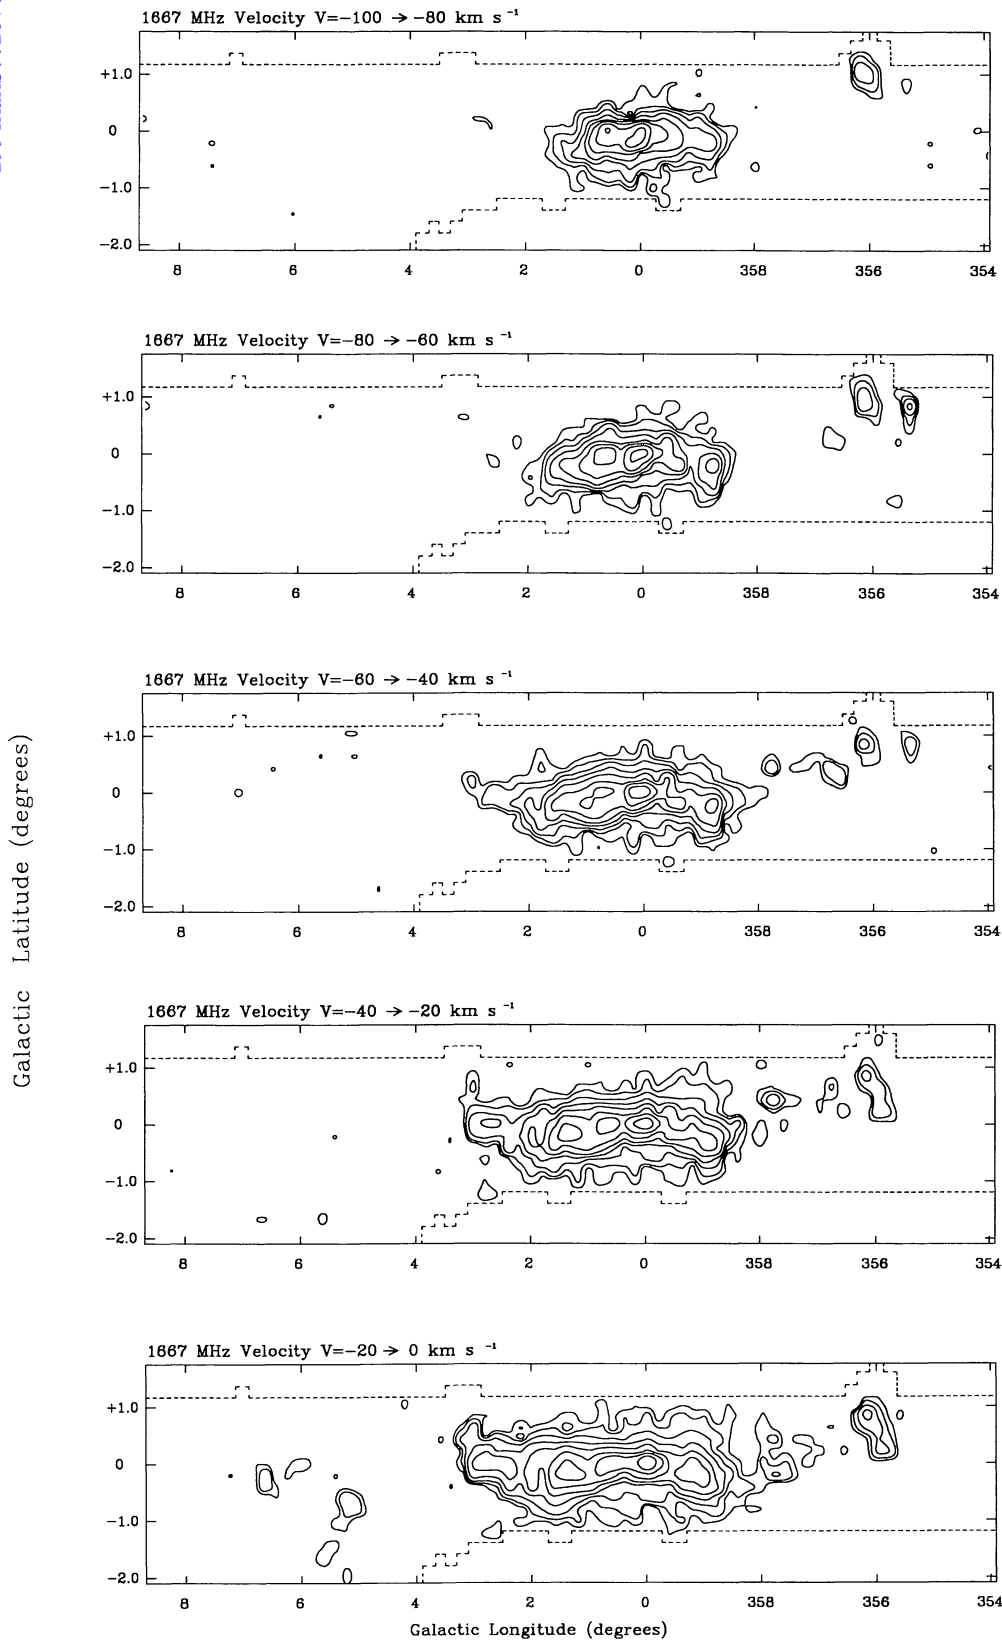 1667 MHz Velocity V=−100 → −80 km s⁻¹
+1.0
0
−1.0
−2.0
8 6 4 2 0 358 356 354
1667 MHz Velocity V=−80 → −60 km s⁻¹
+1.0
0
−1.0
−2.0
8 6 4 2 0 358 356 354
1667 MHz Velocity V=−60 → −40 km s⁻¹
+1.0
0
−1.0
−2.0
8 6 4 2 0 358 356 354
Galactic Latitude (degrees)
1667 MHz Velocity V=−40 → −20 km s⁻¹
+1.0
0
−1.0
−2.0
8 6 4 2 0 358 356 354
1667 MHz Velocity V=−20 → 0 km s⁻¹
+1.0
0
−1.0
−2.0
8 6 4 2 0 358 356 354
Galactic Longitude (degrees)